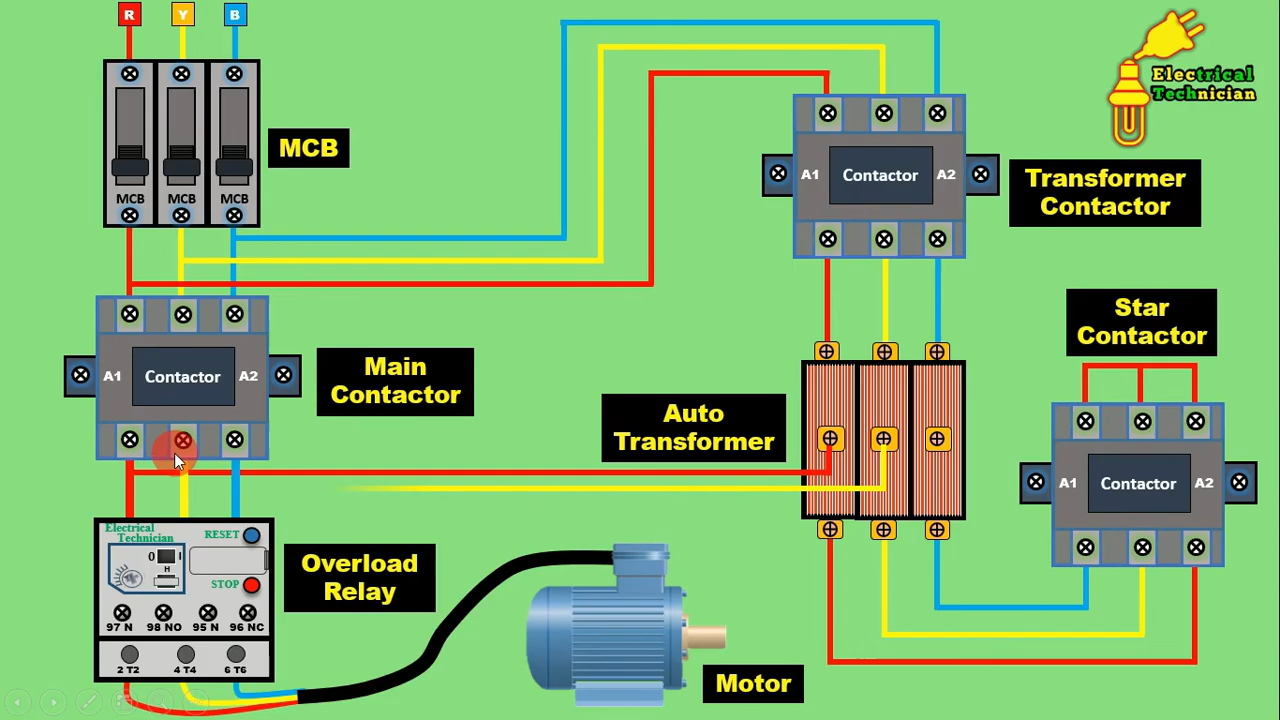 R Y B
MCB MCB MCB
MCB
Electrical
Technician
A1 Contactor A2
Transformer
Contactor
Star
Contactor
A1 Contactor A2
Main
Contactor
Auto
Transformer
A1 Contactor A2
Electrical
Technician
RESET
0 I
H
STOP
97 N 98 NO 95 N 96 NC
2 T2 4 T4 6 T6
Overload
Relay
Motor